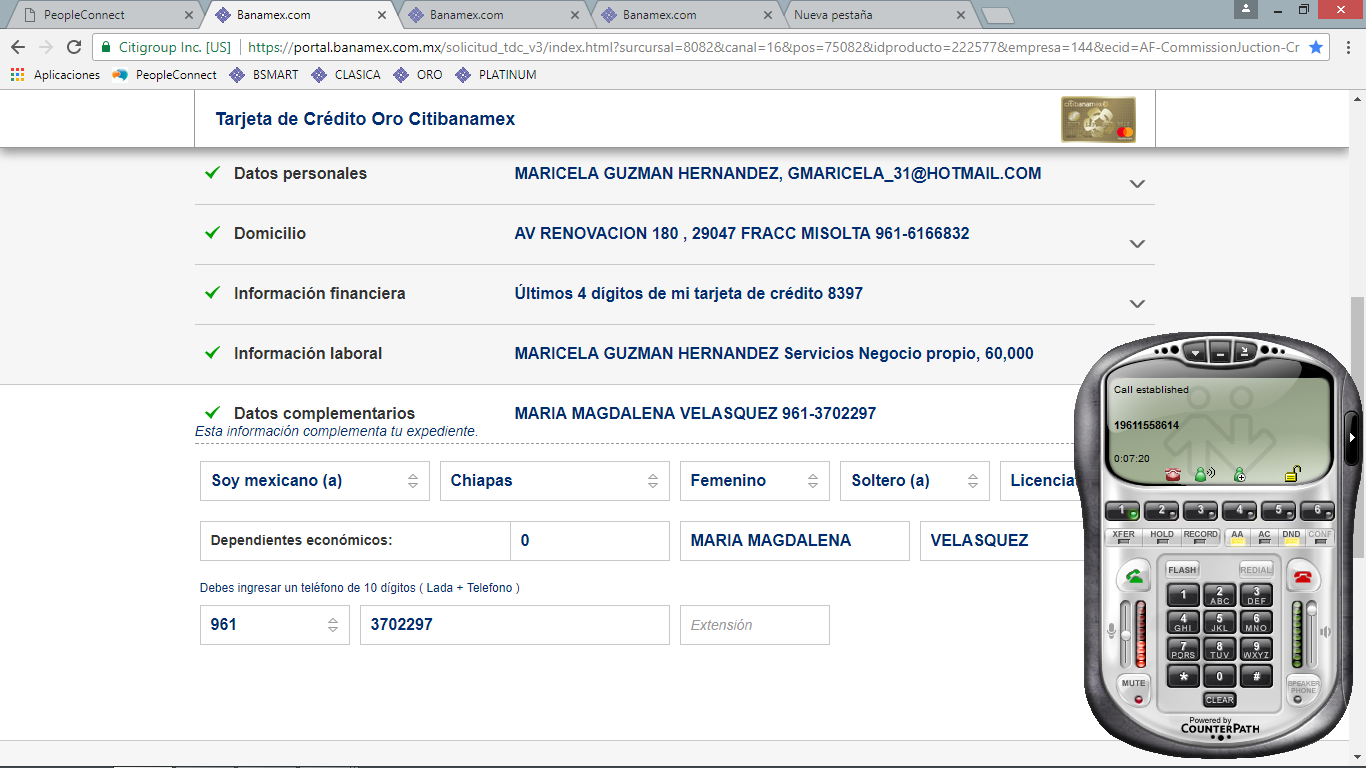 PeopleConnect
Banamex.com
Banamex.com
Banamex.com
Nueva pestaña
Citigroup Inc. [US] https://portal.banamex.com.mx/solicitud_tdc_v3/index.html?surcursal=8082&canal=16&pos=75082&idproducto=222577&empresa=144&ecid=AF-CommissionJuction-Cr
Aplicaciones PeopleConnect BSMART CLASICA ORO PLATINUM
Tarjeta de Crédito Oro Citibanamex
citibanamex
Datos personales MARICELA GUZMAN HERNANDEZ, GMARICELA_31@HOTMAIL.COM
Domicilio AV RENOVACION 180 , 29047 FRACC MISOLTA 961-6166832
Información financiera Últimos 4 dígitos de mi tarjeta de crédito 8397
Información laboral MARICELA GUZMAN HERNANDEZ Servicios Negocio propio, 60,000
Datos complementarios MARIA MAGDALENA VELASQUEZ 961-3702297
Esta información complementa tu expediente.
Soy mexicano (a) Chiapas Femenino Soltero (a) Licencia
Dependientes económicos: 0 MARIA MAGDALENA VELASQUEZ
Debes ingresar un teléfono de 10 dígitos ( Lada + Telefono )
961 3702297 Extensión
Call established
19611558614
0:07:20
1 2 3 4 5 6
XFER HOLD RECORD AA AC DND CONF
FLASH REDIAL
1 2 ABC 3 DEF
4 GHI 5 JKL 6 MNO
7 PQRS 8 TUV 9 WXYZ
* 0 #
MUTE
SPEAKER PHONE
CLEAR
Powered by
COUNTERPATH